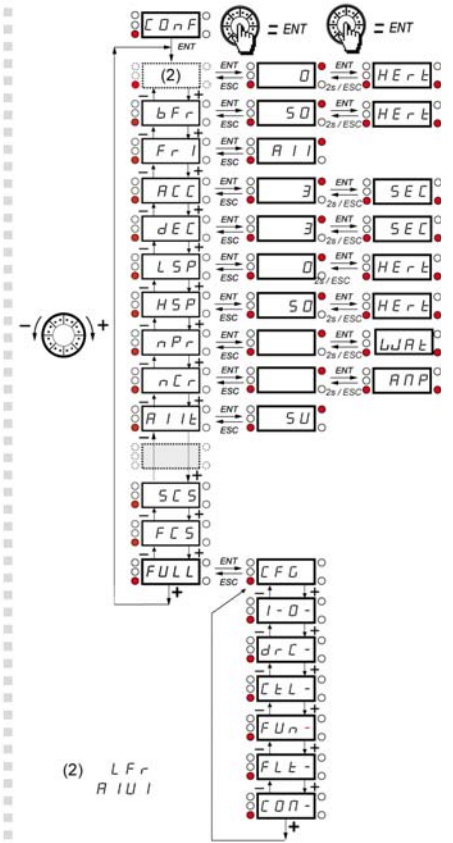 COnF = ENT = ENT
ENT
(2) ENT ESC 0 ENT 2s / ESC HErt
- +
bFr ENT ESC 50 ENT 2s / ESC HErt
- +
Fr1 ENT ESC AI1
- +
ACC ENT ESC 3 ENT 2s / ESC SEC
- +
dEC ENT ESC 3 ENT 2s / ESC SEC
- +
LSP ENT ESC 0 ENT 2s/ESC HErt
- +
HSP ENT ESC 50 ENT 2s / ESC HErt
- +
nPr ENT ESC ENT 2s / ESC WAt
- +
nCr ENT ESC ENT 2s / ESC AMP
- +
AI1t ENT ESC 5U
-
+
SCS
- +
FCS
- +
FULL ENT ESC CFG
+
- +
I-O-
- +
drC-
- +
CtL-
- +
FUn-
- +
FLt-
- +
COM-
+
- +
(2) LFr
AIU1